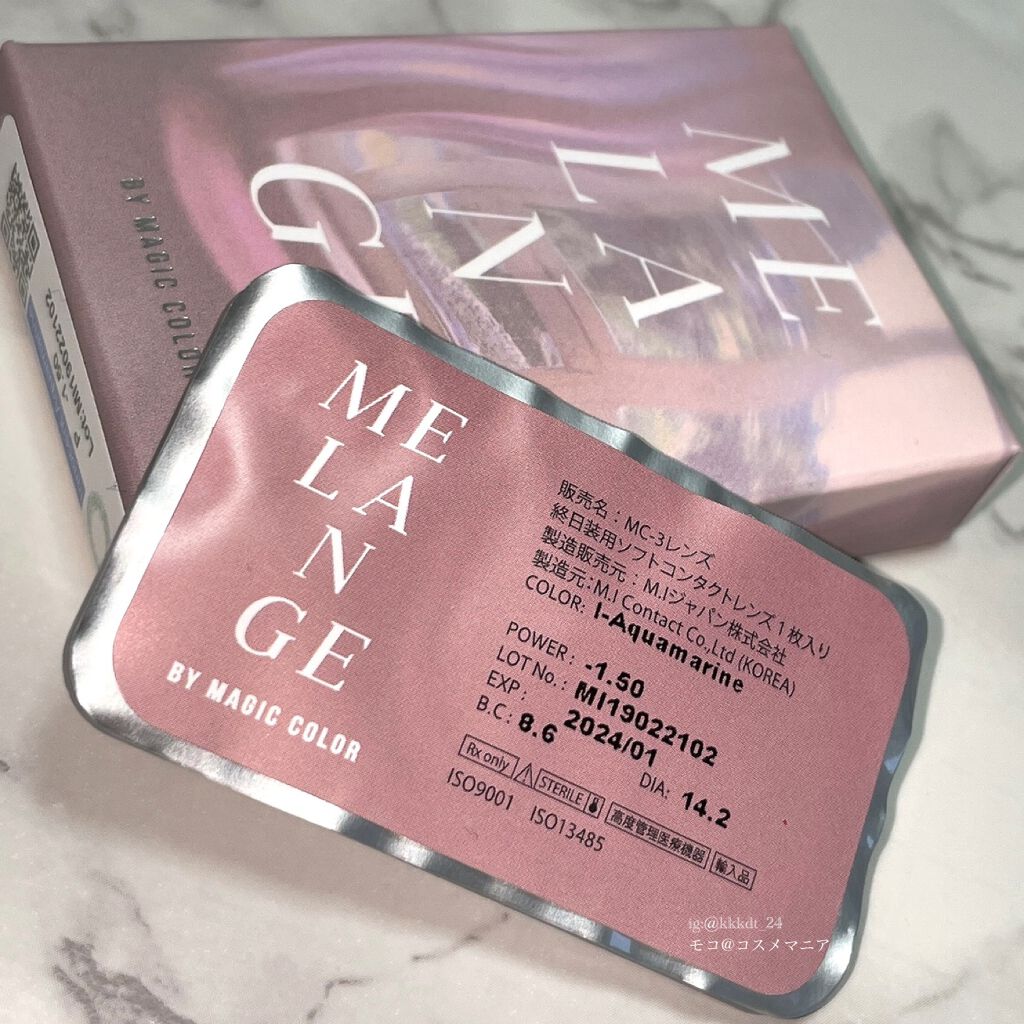 ME
LA
N
G
BY MAGIC COLOR
-1.50
LOT No: MI19022102
ME
LA
N
GE
BY MAGIC COLOR
販売名 : MC-3レンズ
終日装用ソフトコンタクトレンズ1枚入り
製造販売元 : M.Iジャパン株式会社
製造元:M.I Contact Co.,Ltd (KOREA)
COLOR: I-Aquamarine
POWER: -1.50
LOT No.: MI19022102
EXP: 2024/01
B.C: 8.6 DIA: 14.2
Rx only STERILE 高度管理医療機器 輸入品
ISO9001 ISO13485
ig:@kkkdt_24
モコ@コスメマニア